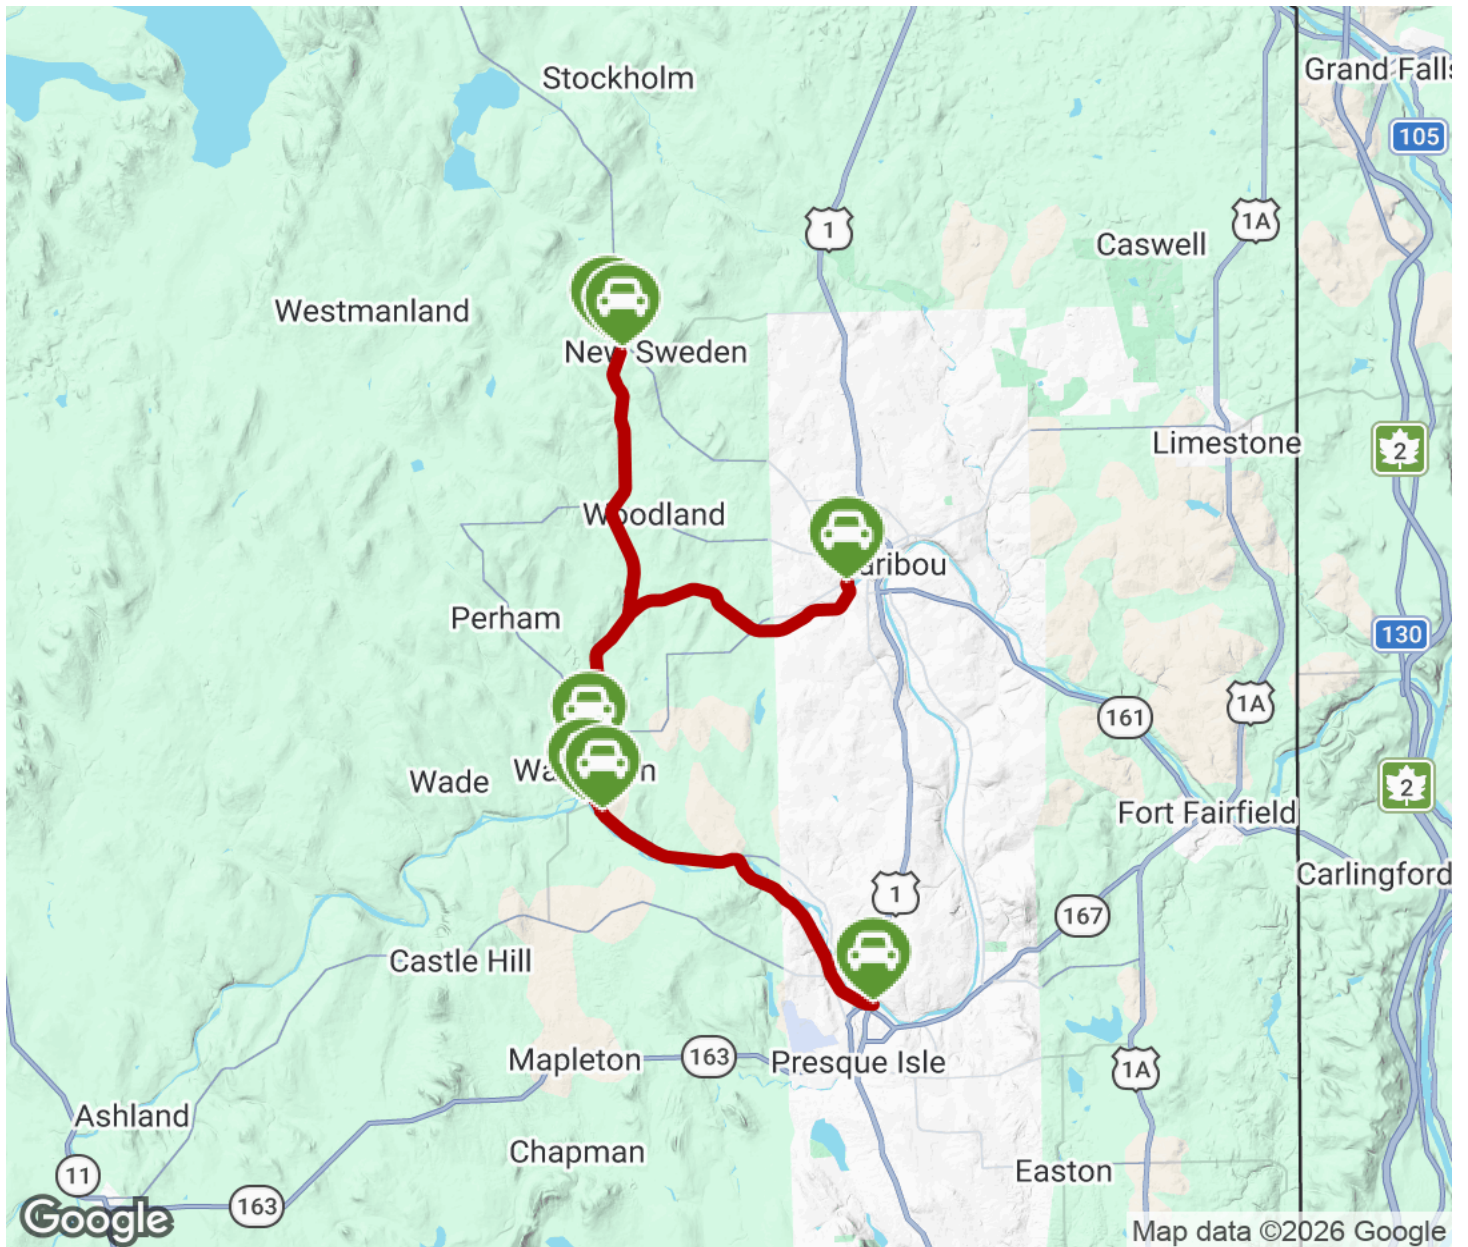 Stockholm
Grand Falls
105
1
1A
Caswell
Westmanland
New Sweden
2
Limestone
Woodland
Caribou
Perham
130
161
1A
Wade
2
Fort Fairfield
Carlingford
1
167
Castle Hill
Mapleton
163
Presque Isle
1A
Ashland
Chapman
11
163
Easton
Google
Map data ©2026 Google